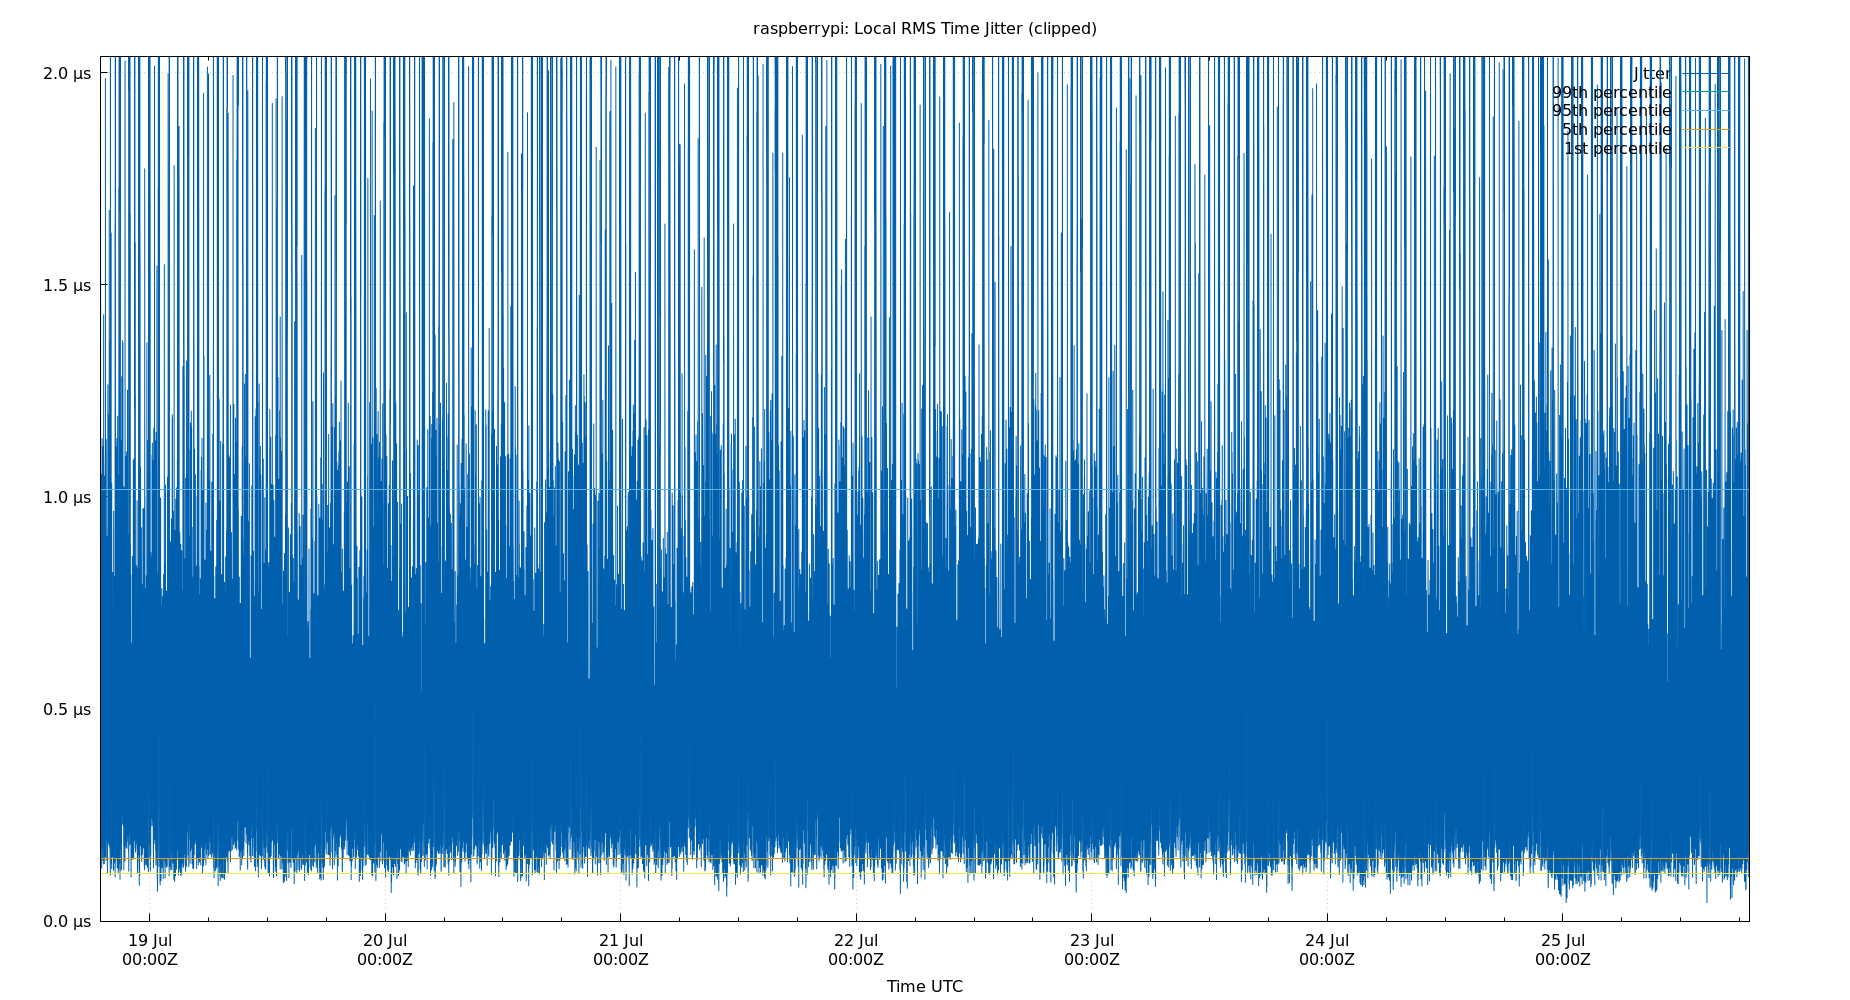 raspberrypi: Local RMS Time Jitter (clipped)
2.0 µs
1.5 µs
1.0 µs
0.5 µs
0.0 µs
Jitter
99th percentile
95th percentile
5th percentile
1st percentile
19 Jul
00:00Z
20 Jul
00:00Z
21 Jul
00:00Z
22 Jul
00:00Z
23 Jul
00:00Z
24 Jul
00:00Z
25 Jul
00:00Z
Time UTC